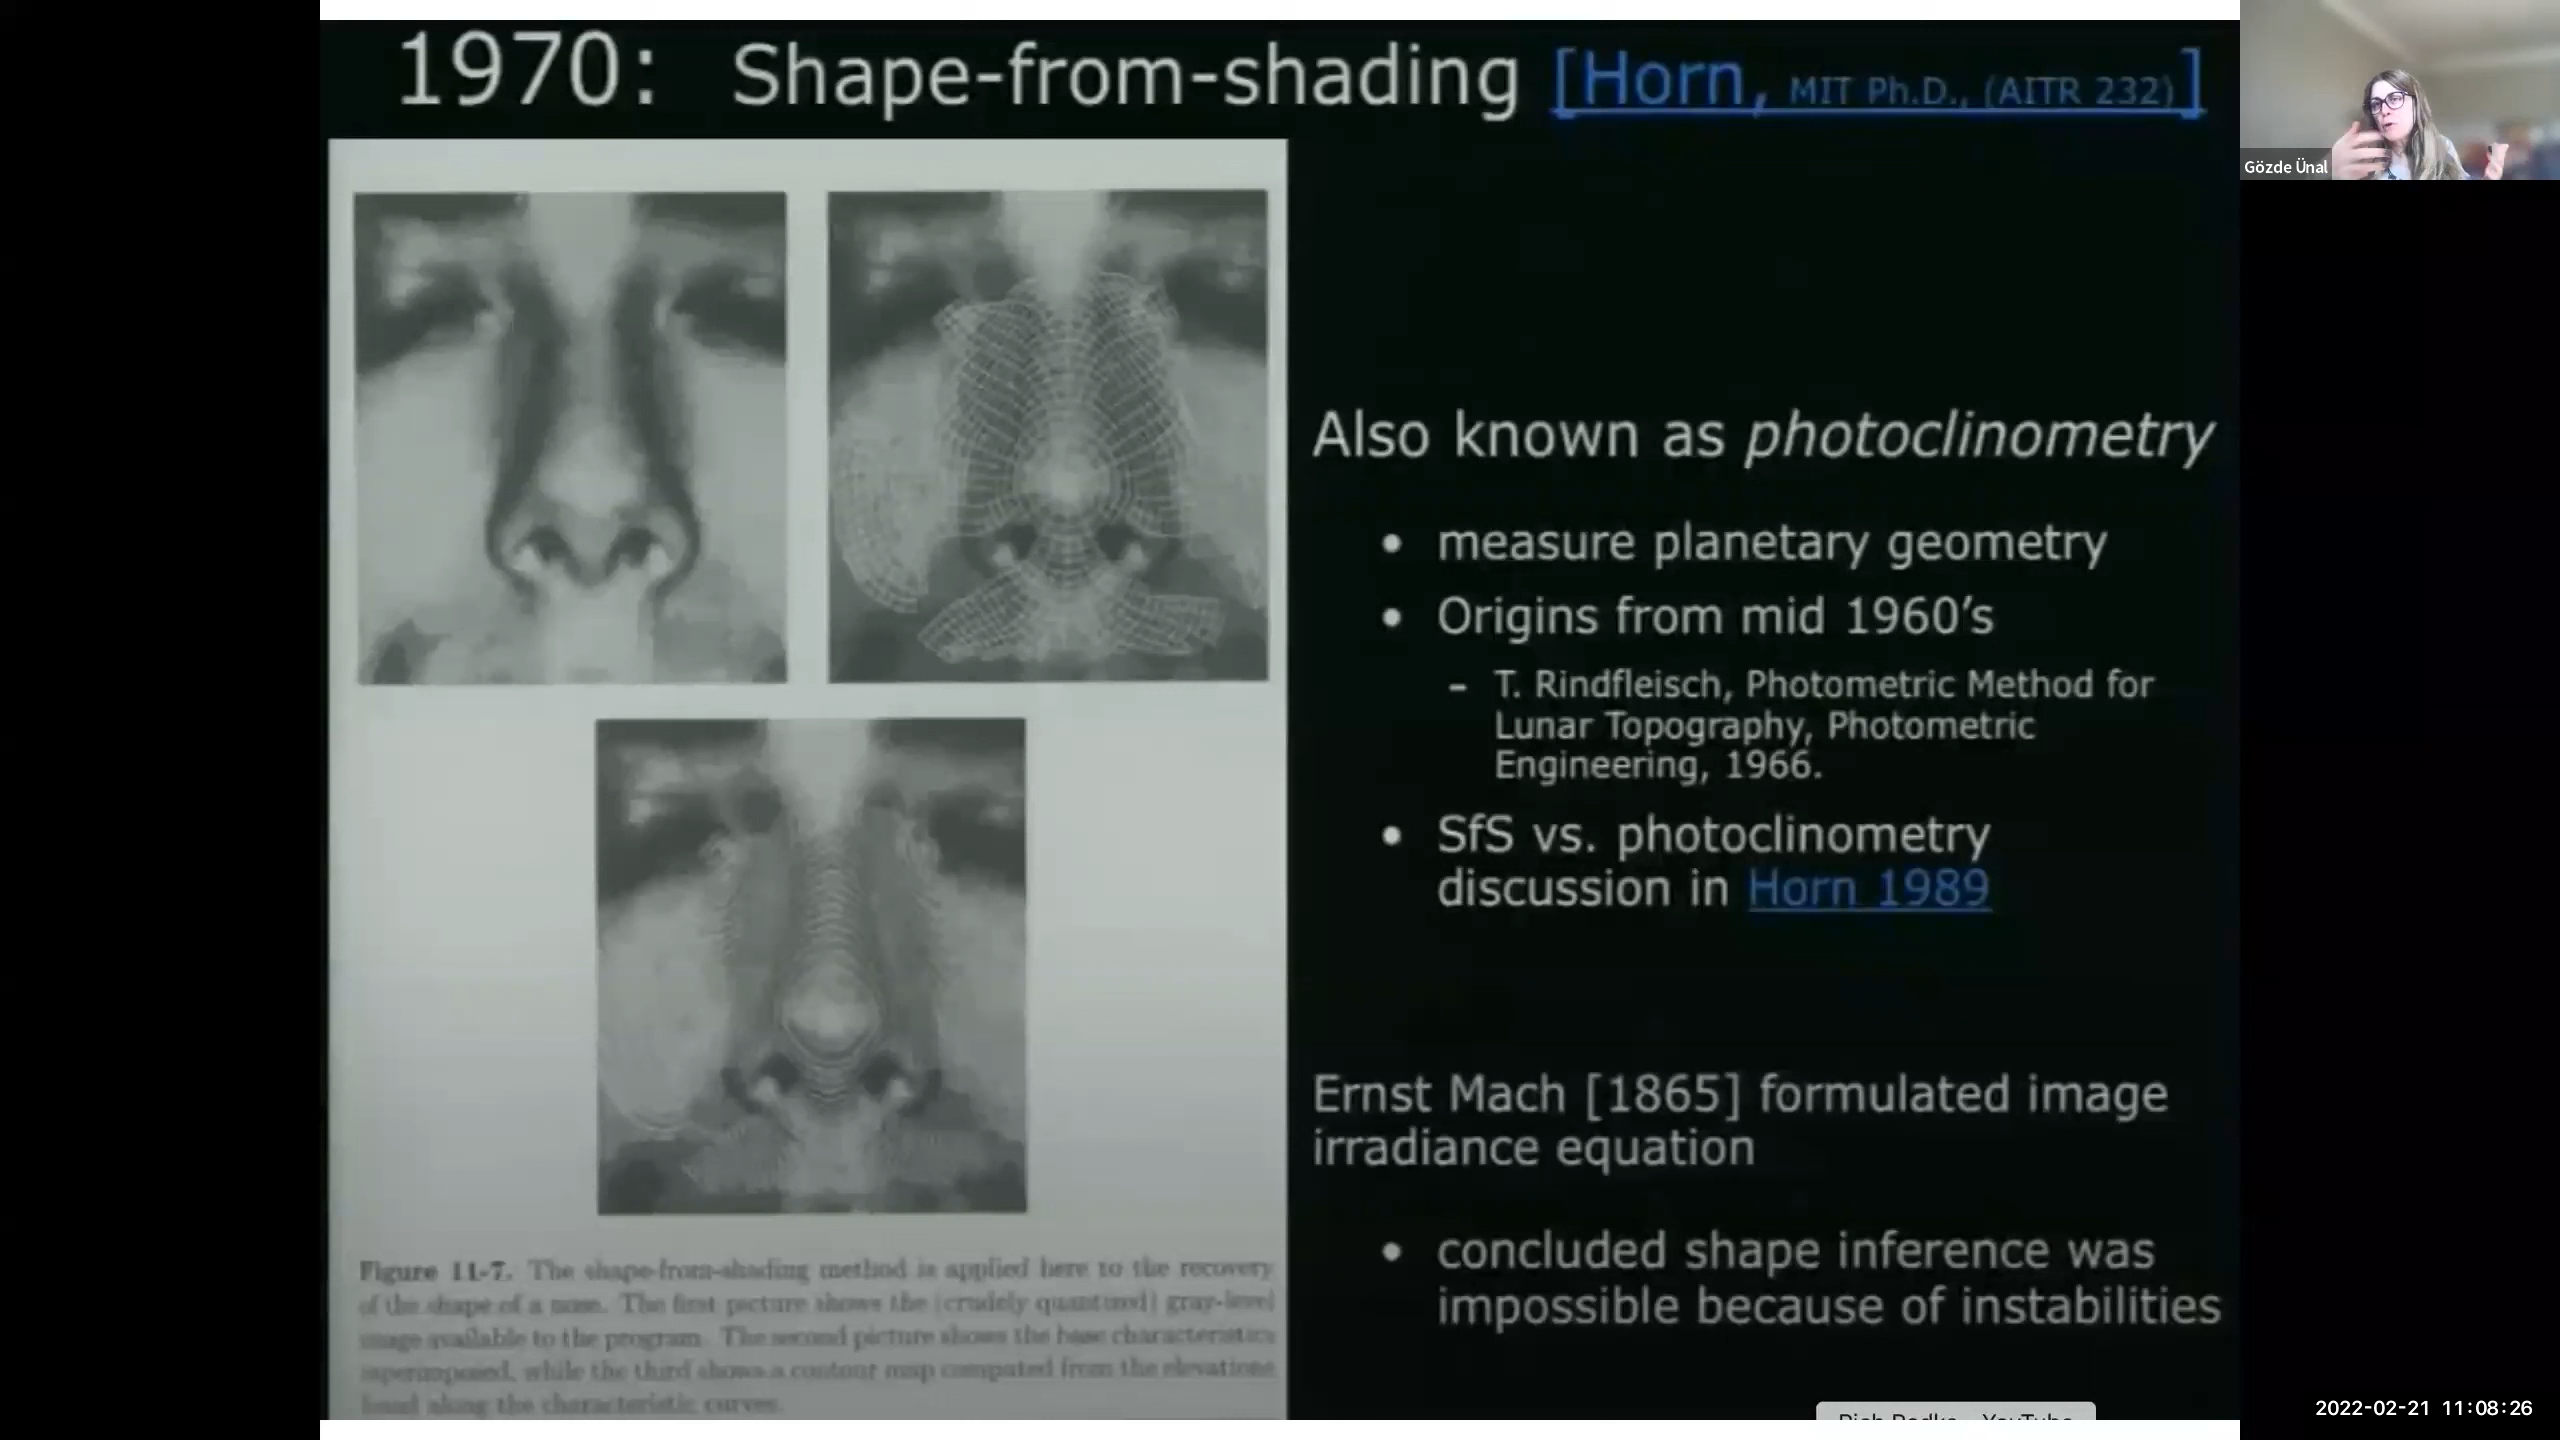 1970: Shape-from-shading [Horn, MIT Ph.D., (AITR 232)]
Gözde Ünal
Also known as photoclinometry
• measure planetary geometry
• Origins from mid 1960's
– T. Rindfleisch, Photometric Method for
Lunar Topography, Photometric
Engineering, 1966.
• SfS vs. photoclinometry
discussion in Horn 1989
Ernst Mach [1865] formulated image
irradiance equation
• concluded shape inference was
impossible because of instabilities
Figure 11-7. The shape-from-shading method is applied here to the recovery
of the shape of a nose. The first picture shows the (crudely quantized) gray-level
image available to the program. The second picture shows the base characteristics
superimposed, while the third shows a contour map computed from the elevations
found along the characteristic curves.
YouTube
2022-02-21 11:08:26